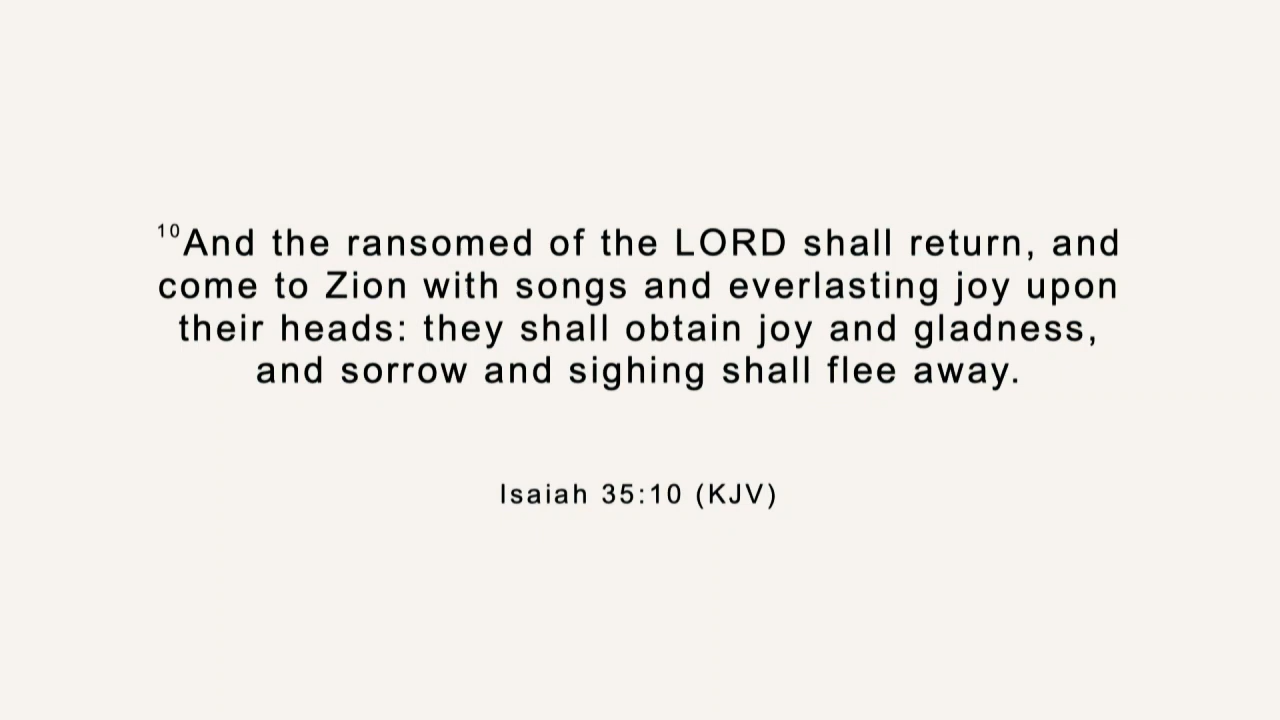 10And the ransomed of the LORD shall return, and
come to Zion with songs and everlasting joy upon
their heads: they shall obtain joy and gladness,
and sorrow and sighing shall flee away.
Isaiah 35:10 (KJV)